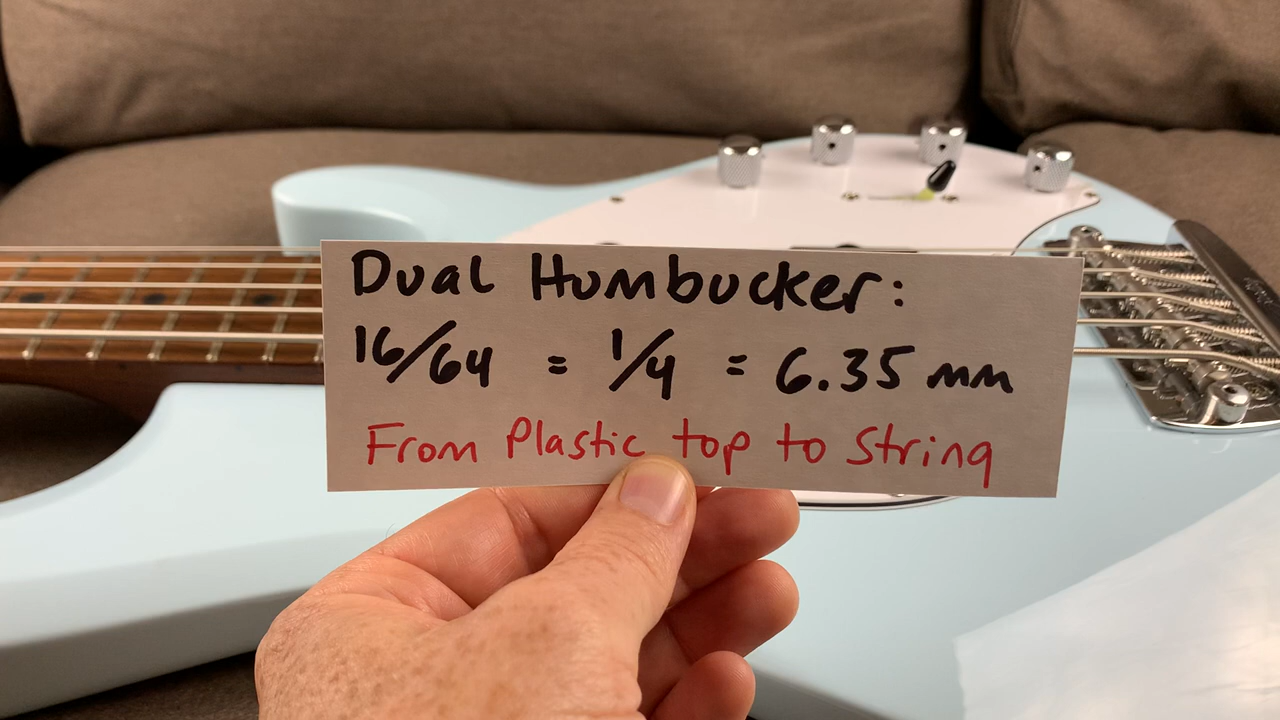 Dual Humbucker:
16/64 = 1/4 = 6.35 mm
From Plastic top to String